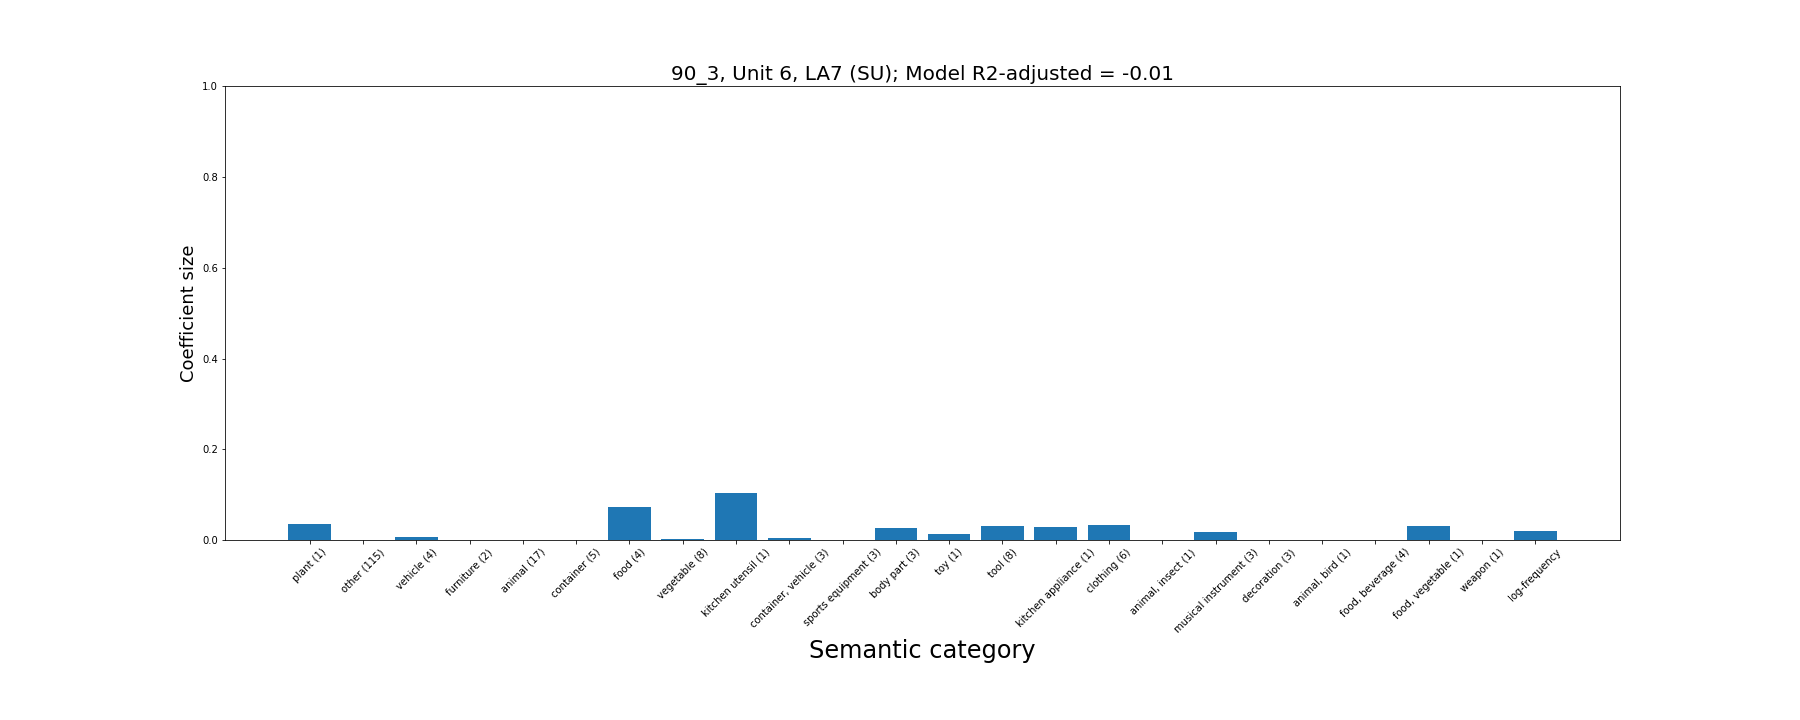 90_3, Unit 6, LA7 (SU); Model R2-adjusted = -0.01
1.0
0.8
0.6
0.4
0.2
0.0
Coefficient size
plant (1)
other (115)
vehicle (4)
furniture (2)
animal (17)
container (5)
food (4)
vegetable (8)
kitchen utensil (1)
container, vehicle (3)
sports equipment (3)
body part (3)
toy (1)
tool (8)
kitchen appliance (1)
clothing (6)
animal, insect (1)
musical instrument (3)
decoration (3)
animal, bird (1)
food, beverage (4)
food, vegetable (1)
weapon (1)
log-frequency
Semantic category